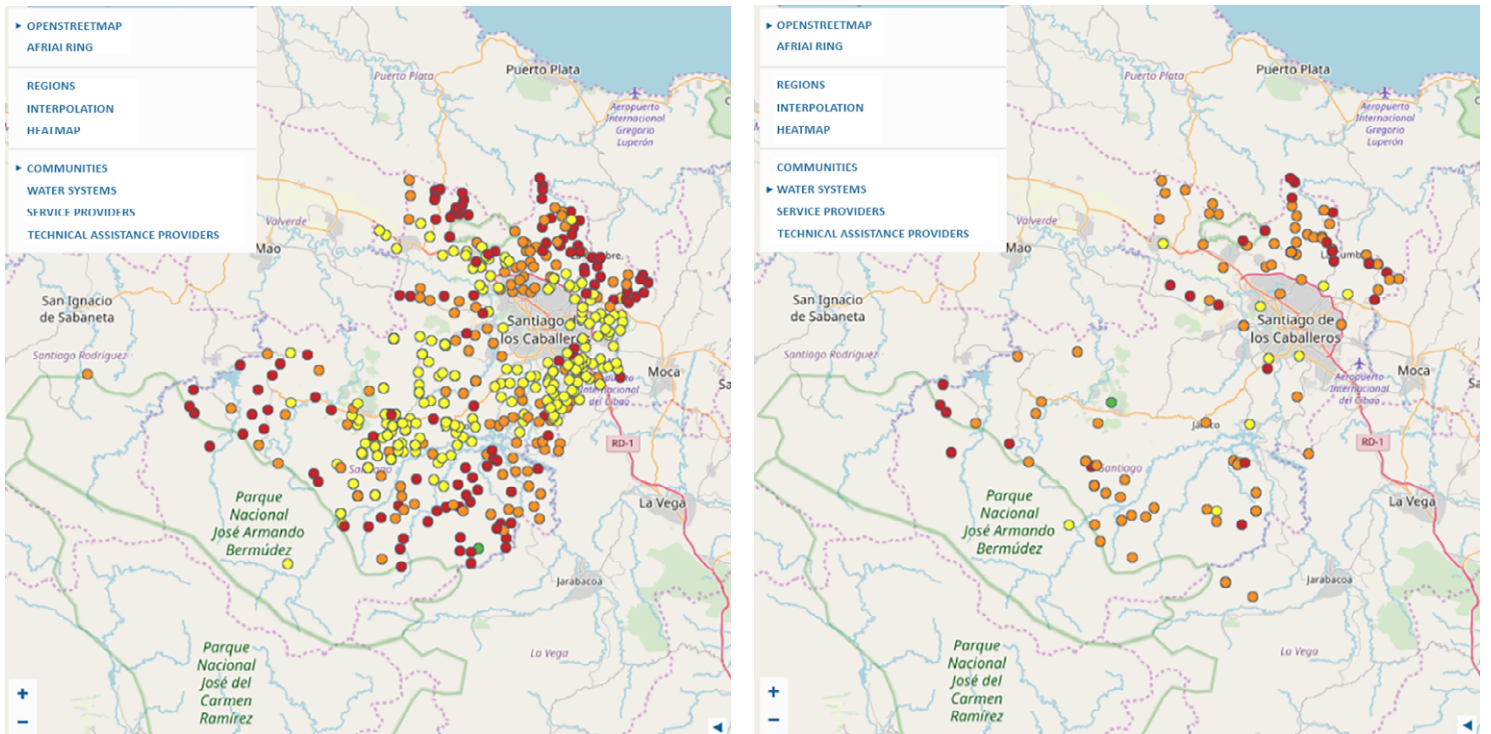 OPENSTREETMAP
AFRIAI RING
REGIONS
INTERPOLATION
HEATMAP
COMMUNITIES
WATER SYSTEMS
SERVICE PROVIDERS
TECHNICAL ASSISTANCE PROVIDERS
Puerto Plata
Puerto Plata
Aeropuerto
Internacional
Gregorio
Luperón
Valverde
Mao
San Ignacio
de Sabaneta
Santiago de
los Caballeros
Santiago Rodríguez
Moca
Sa
RD-1
Santiago
Parque
Nacional
José Armando
Bermúdez
La Vega
Jarabacoa
Parque
Nacional
José del
Carmen
Ramírez
La Vega
+
−
OPENSTREETMAP
AFRIAI RING
REGIONS
INTERPOLATION
HEATMAP
COMMUNITIES
WATER SYSTEMS
SERVICE PROVIDERS
TECHNICAL ASSISTANCE PROVIDERS
Puerto Plata
Puerto Plata
Aeropuerto
Internacional
Gregorio
Luperón
Valverde
Mao
San Ignacio
de Sabaneta
Santiago de
los Caballeros
Santiago Rodríguez
Aeropuerto
Internacional
del Cibao
Moca
Sa
RD-1
Santiago
Parque
Nacional
José Armando
Bermúdez
La Vega
Jarabacoa
Parque
Nacional
José del
Carmen
Ramírez
La Vega
+
−